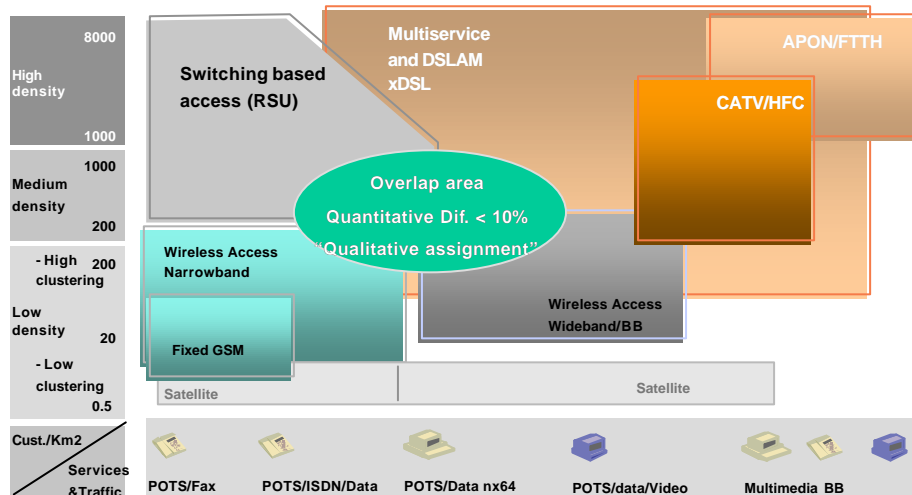 8000
High
density
1000
1000
Medium
density
200
- High
clustering
200
Low
density
20
- Low
clustering
0.5
Cust./Km2
Services
&Traffic
Switching based
access (RSU)
Multiservice
and DSLAM
xDSL
APON/FTTH
CATV/HFC
Overlap area
Quantitative Dif. < 10%
“Qualitative assignment”
Wireless Access
Narrowband
Fixed GSM
Wireless Access
Wideband/BB
Satellite
Satellite
POTS/Fax
POTS/ISDN/Data
POTS/Data nx64
POTS/data/Video
Multimedia BB